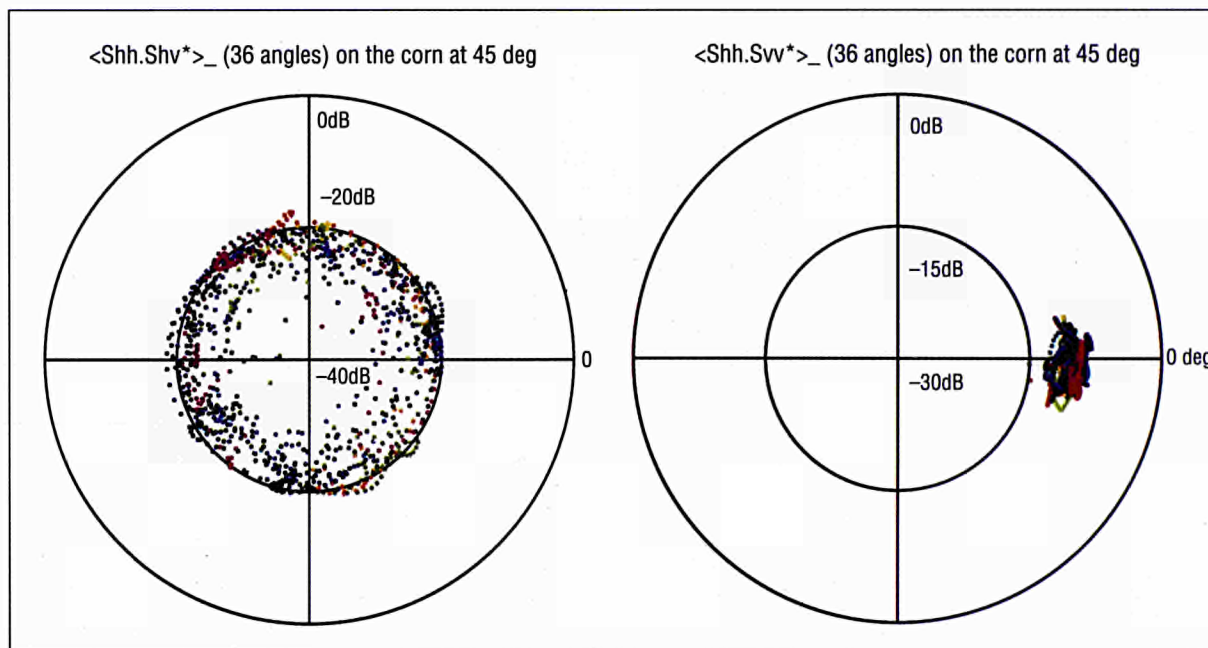 <Shh.Shv*>_ (36 angles) on the corn at 45 deg
0dB
−20dB
−40dB
0
<Shh.Svv*>_ (36 angles) on the corn at 45 deg
0dB
−15dB
−30dB
0 deg